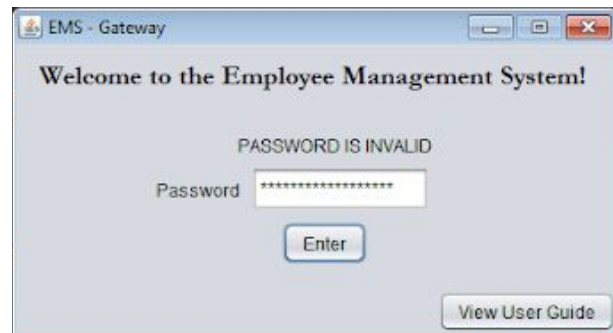 EMS - Gateway
Welcome to the Employee Management System!
PASSWORD IS INVALID
Password ******************
Enter
View User Guide